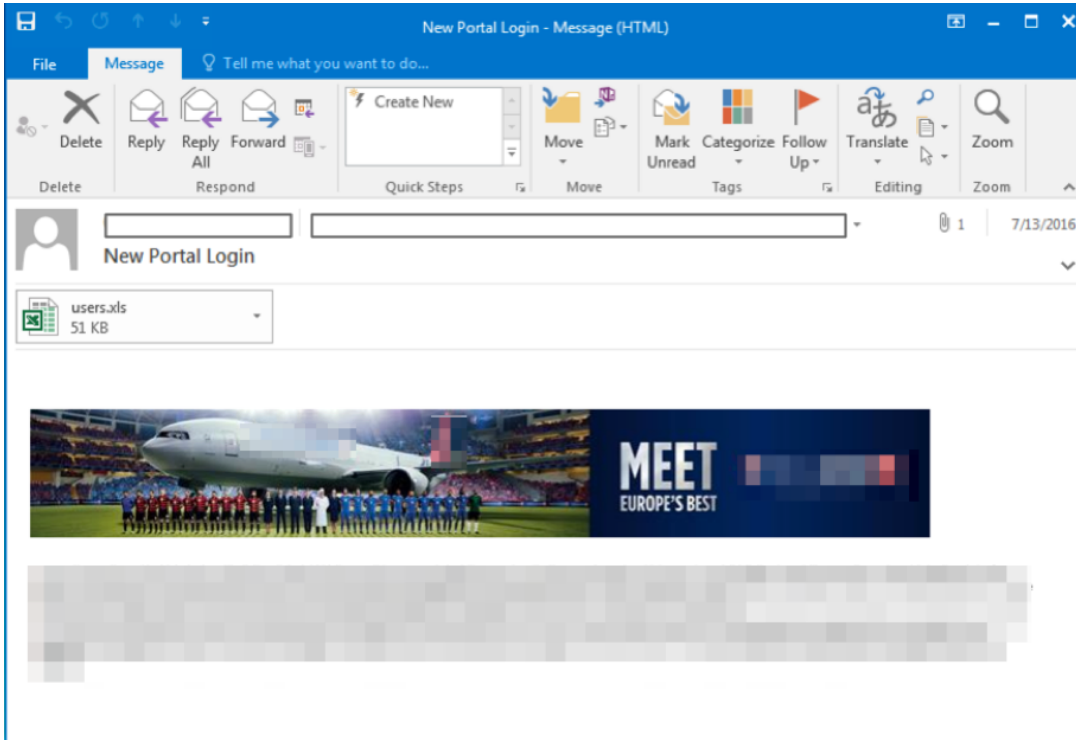 New Portal Login - Message (HTML)
File Message Tell me what you want to do...
Delete
Reply
Reply All
Forward
Create New
Move
Mark Unread
Categorize
Follow Up
Translate
Zoom
Delete Respond Quick Steps Move Tags Editing Zoom
1 7/13/2016
New Portal Login
users.xls
51 KB
MEET
EUROPE'S BEST